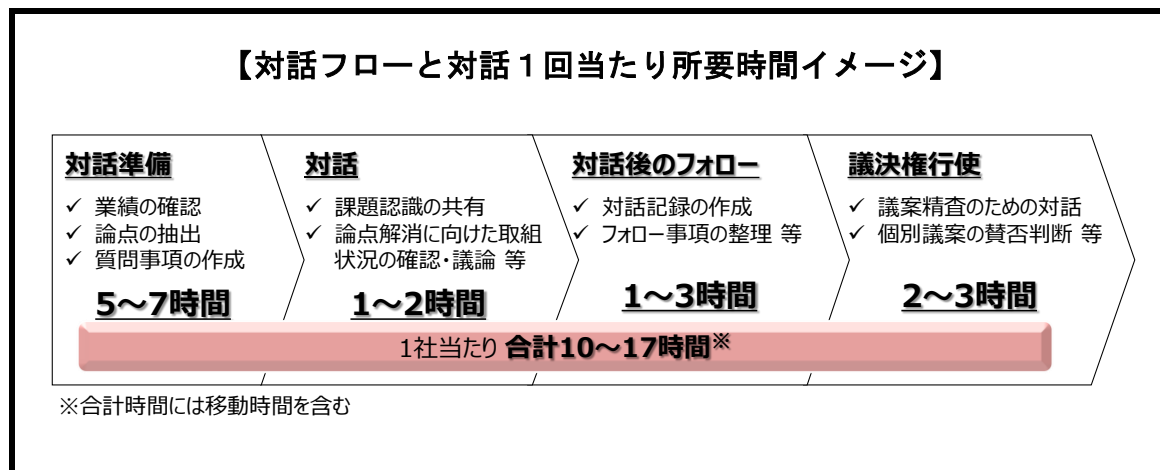 【対話フローと対話１回当たり所要時間イメージ】
対話準備
✓ 業績の確認
✓ 論点の抽出
✓ 質問事項の作成
5～7時間
対話
✓ 課題認識の共有
✓ 論点解消に向けた取組
状況の確認・議論 等
1～2時間
対話後のフォロー
✓ 対話記録の作成
✓ フォロー事項の整理 等
1～3時間
議決権行使
✓ 議案精査のための対話
✓ 個別議案の賛否判断 等
2～3時間
1社当たり 合計10～17時間※
※合計時間には移動時間を含む